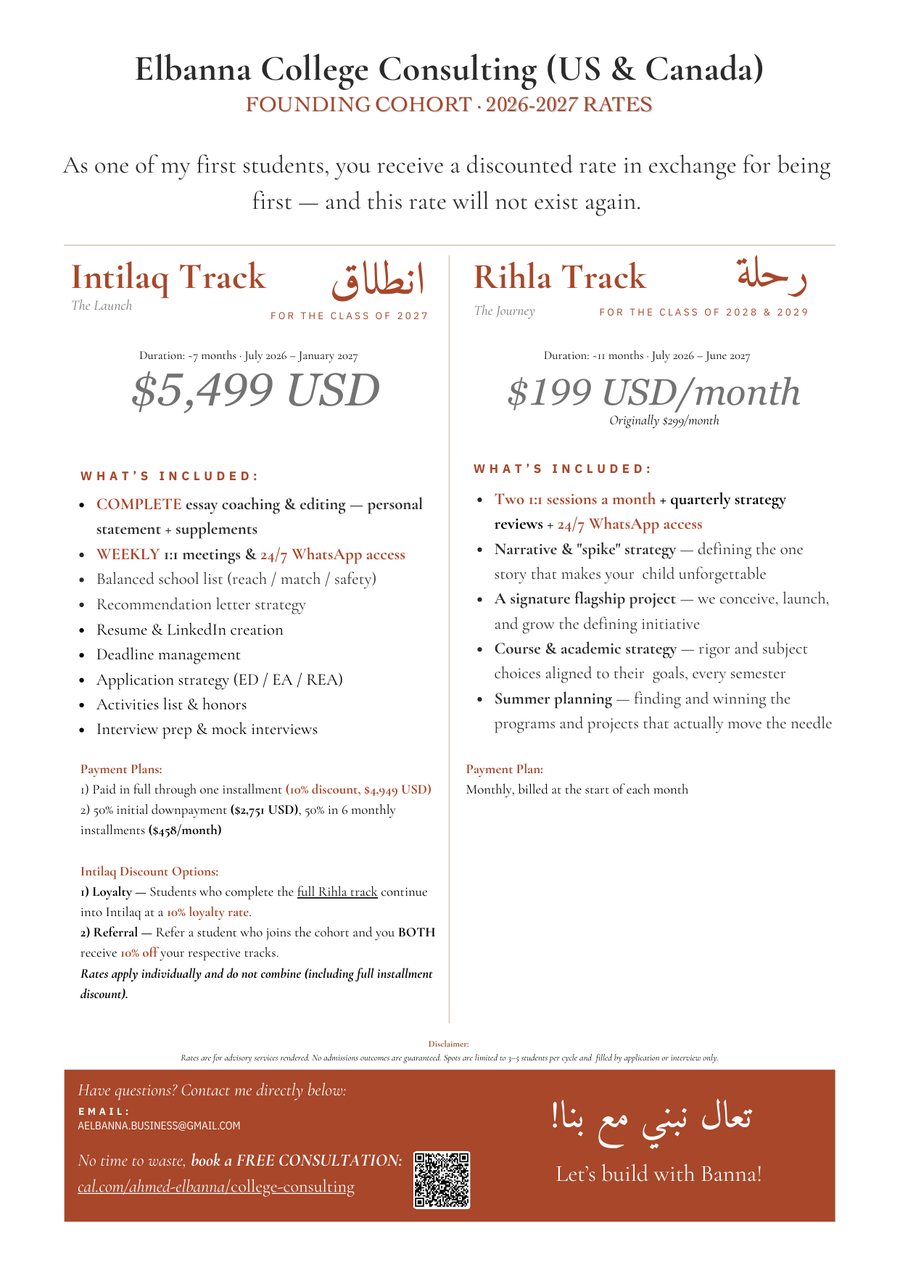 Elbanna College Consulting (US & Canada)
FOUNDING COHORT · 2026-2027 RATES
As one of my first students, you receive a discounted rate in exchange for being
first — and this rate will not exist again.
Intilaq Track
انطلاق
The Launch
FOR THE CLASS OF 2027
Duration: ~7 months · July 2026 – January 2027
$5,499 USD
WHAT'S INCLUDED:
• COMPLETE essay coaching & editing — personal
statement + supplements
• WEEKLY 1:1 meetings & 24/7 WhatsApp access
• Balanced school list (reach / match / safety)
• Recommendation letter strategy
• Resume & LinkedIn creation
• Deadline management
• Application strategy (ED / EA / REA)
• Activities list & honors
• Interview prep & mock interviews
Payment Plans:
1) Paid in full through one installment (10% discount, $4,949 USD)
2) 50% initial downpayment ($2,751 USD), 50% in 6 monthly
installments ($458/month)
Intilaq Discount Options:
1) Loyalty — Students who complete the full Rihla track continue
into Intilaq at a 10% loyalty rate.
2) Referral — Refer a student who joins the cohort and you BOTH
receive 10% off your respective tracks.
Rates apply individually and do not combine (including full installment
discount).
Rihla Track
رحلة
The Journey
FOR THE CLASS OF 2028 & 2029
Duration: ~11 months · July 2026 – June 2027
$199 USD/month
Originally $299/month
WHAT'S INCLUDED:
• Two 1:1 sessions a month + quarterly strategy
reviews + 24/7 WhatsApp access
• Narrative & "spike" strategy — defining the one
story that makes your child unforgettable
• A signature flagship project — we conceive, launch,
and grow the defining initiative
• Course & academic strategy — rigor and subject
choices aligned to their goals, every semester
• Summer planning — finding and winning the
programs and projects that actually move the needle
Payment Plan:
Monthly, billed at the start of each month
Disclaimer:
Rates are for advisory services rendered. No admissions outcomes are guaranteed. Spots are limited to 3–5 students per cycle and filled by application or interview only.
Have questions? Contact me directly below:
EMAIL:
AELBANNA.BUSINESS@GMAIL.COM
No time to waste, book a FREE CONSULTATION:
cal.com/ahmed-elbanna/college-consulting
تعال نبني مع بنا!
Let's build with Banna!